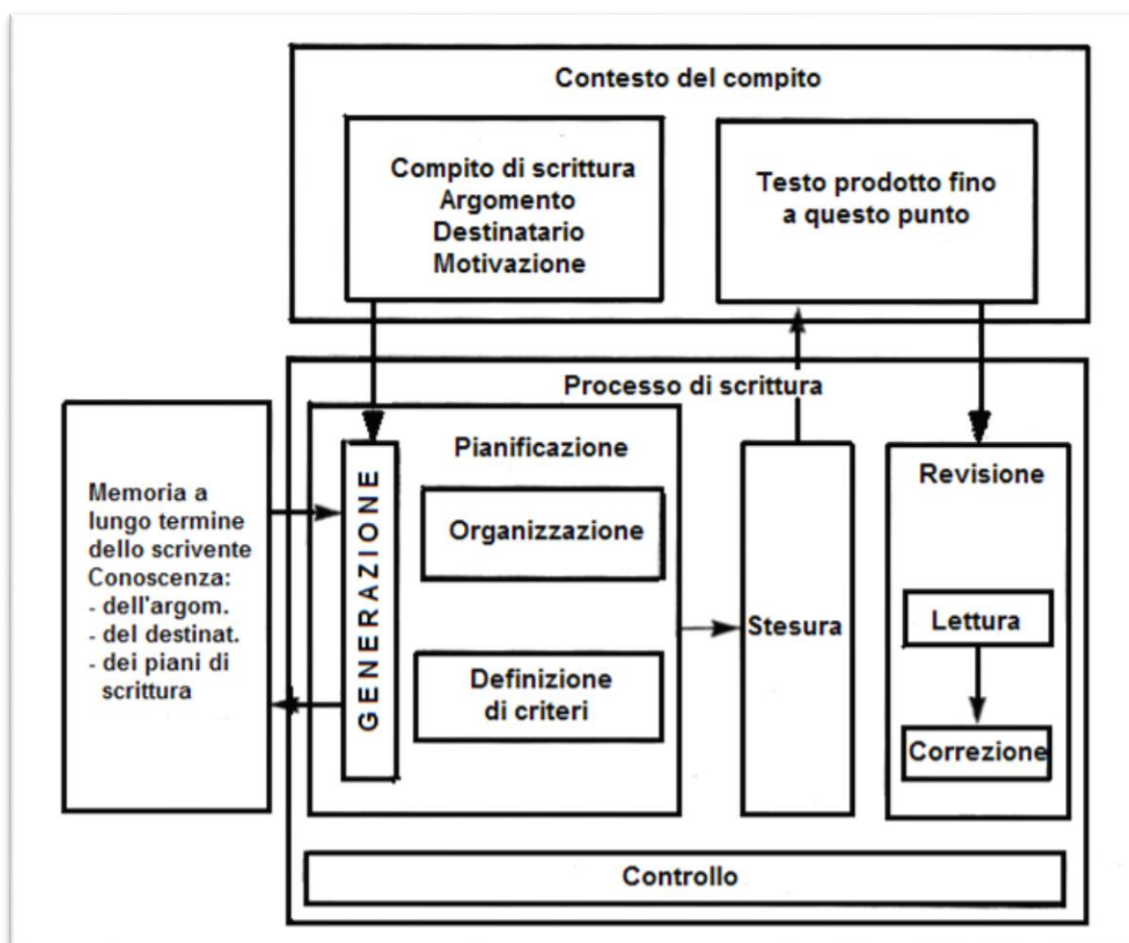 Contesto del compito
Compito di scrittura
Argomento
Destinatario
Motivazione
Testo prodotto fino
a questo punto
Processo di scrittura
Memoria a
lungo termine
dello scrivente
Conoscenza:
- dell'argom.
- del destinat.
- dei piani di
scrittura
GENERAZIONE
Pianificazione
Organizzazione
Definizione
di criteri
Stesura
Revisione
Lettura
Correzione
Controllo